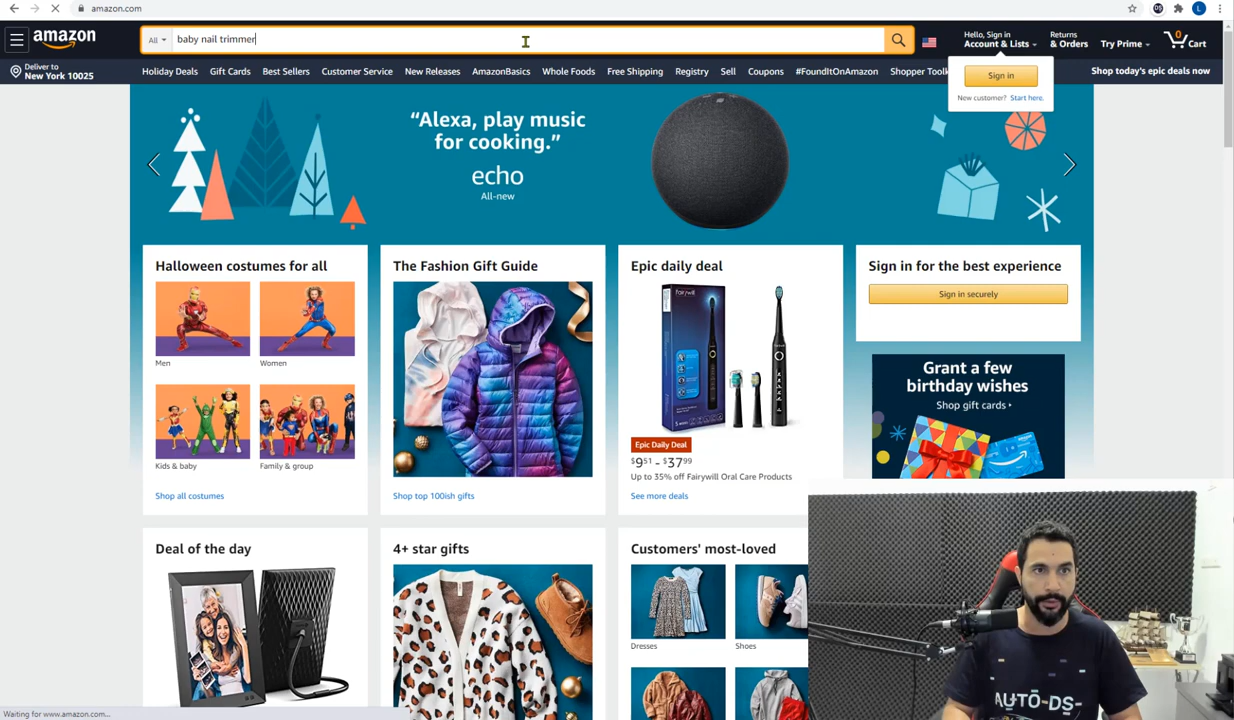 amazon.com
DS
L
amazon
All
baby nail trimmer
Hello, Sign in
Account & Lists
Returns
& Orders
Try Prime
0
Cart
Deliver to
New York 10025
Holiday Deals
Gift Cards
Best Sellers
Customer Service
New Releases
AmazonBasics
Whole Foods
Free Shipping
Registry
Sell
Coupons
#FoundItOnAmazon
Shopper Toolk
Shop today's epic deals now
Sign in
New customer? Start here.
“Alexa, play music
for cooking.”
echo
All-new
Halloween costumes for all
Men
Women
Kids & baby
Family & group
Shop all costumes
The Fashion Gift Guide
Shop top 100ish gifts
Epic daily deal
fairywill
Epic Daily Deal
$9⁵¹ - $37⁹⁹
Up to 35% off Fairywill Oral Care Products
See more deals
Sign in for the best experience
Sign in securely
Grant a few
birthday wishes
Shop gift cards
Deal of the day
4+ star gifts
Customers' most-loved
Dresses
Shoes
AUTO-DS
Waiting for www.amazon.com...